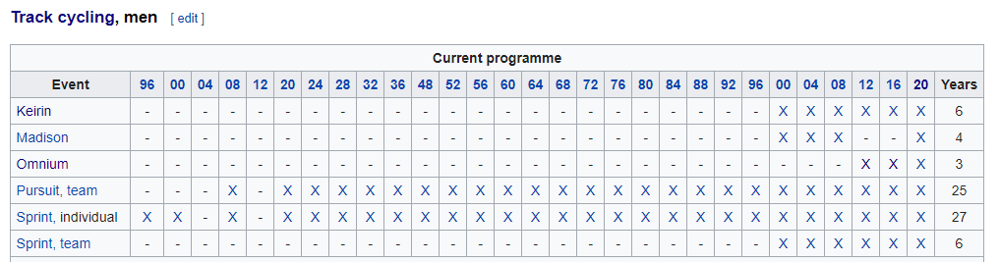 Track cycling, men [ edit ]
Current programme
Event 96 00 04 08 12 20 24 28 32 36 48 52 56 60 64 68 72 76 80 84 88 92 96 00 04 08 12 16 20 Years
Keirin - - - - - - - - - - - - - - - - - - - - - - - X X X X X X 6
Madison - - - - - - - - - - - - - - - - - - - - - - - X X X - - X 4
Omnium - - - - - - - - - - - - - - - - - - - - - - - - - - X X X 3
Pursuit, team - - - X - X X X X X X X X X X X X X X X X X X X X X X X X 25
Sprint, individual X X - X - X X X X X X X X X X X X X X X X X X X X X X X X 27
Sprint, team - - - - - - - - - - - - - - - - - - - - - - - X X X X X X 6